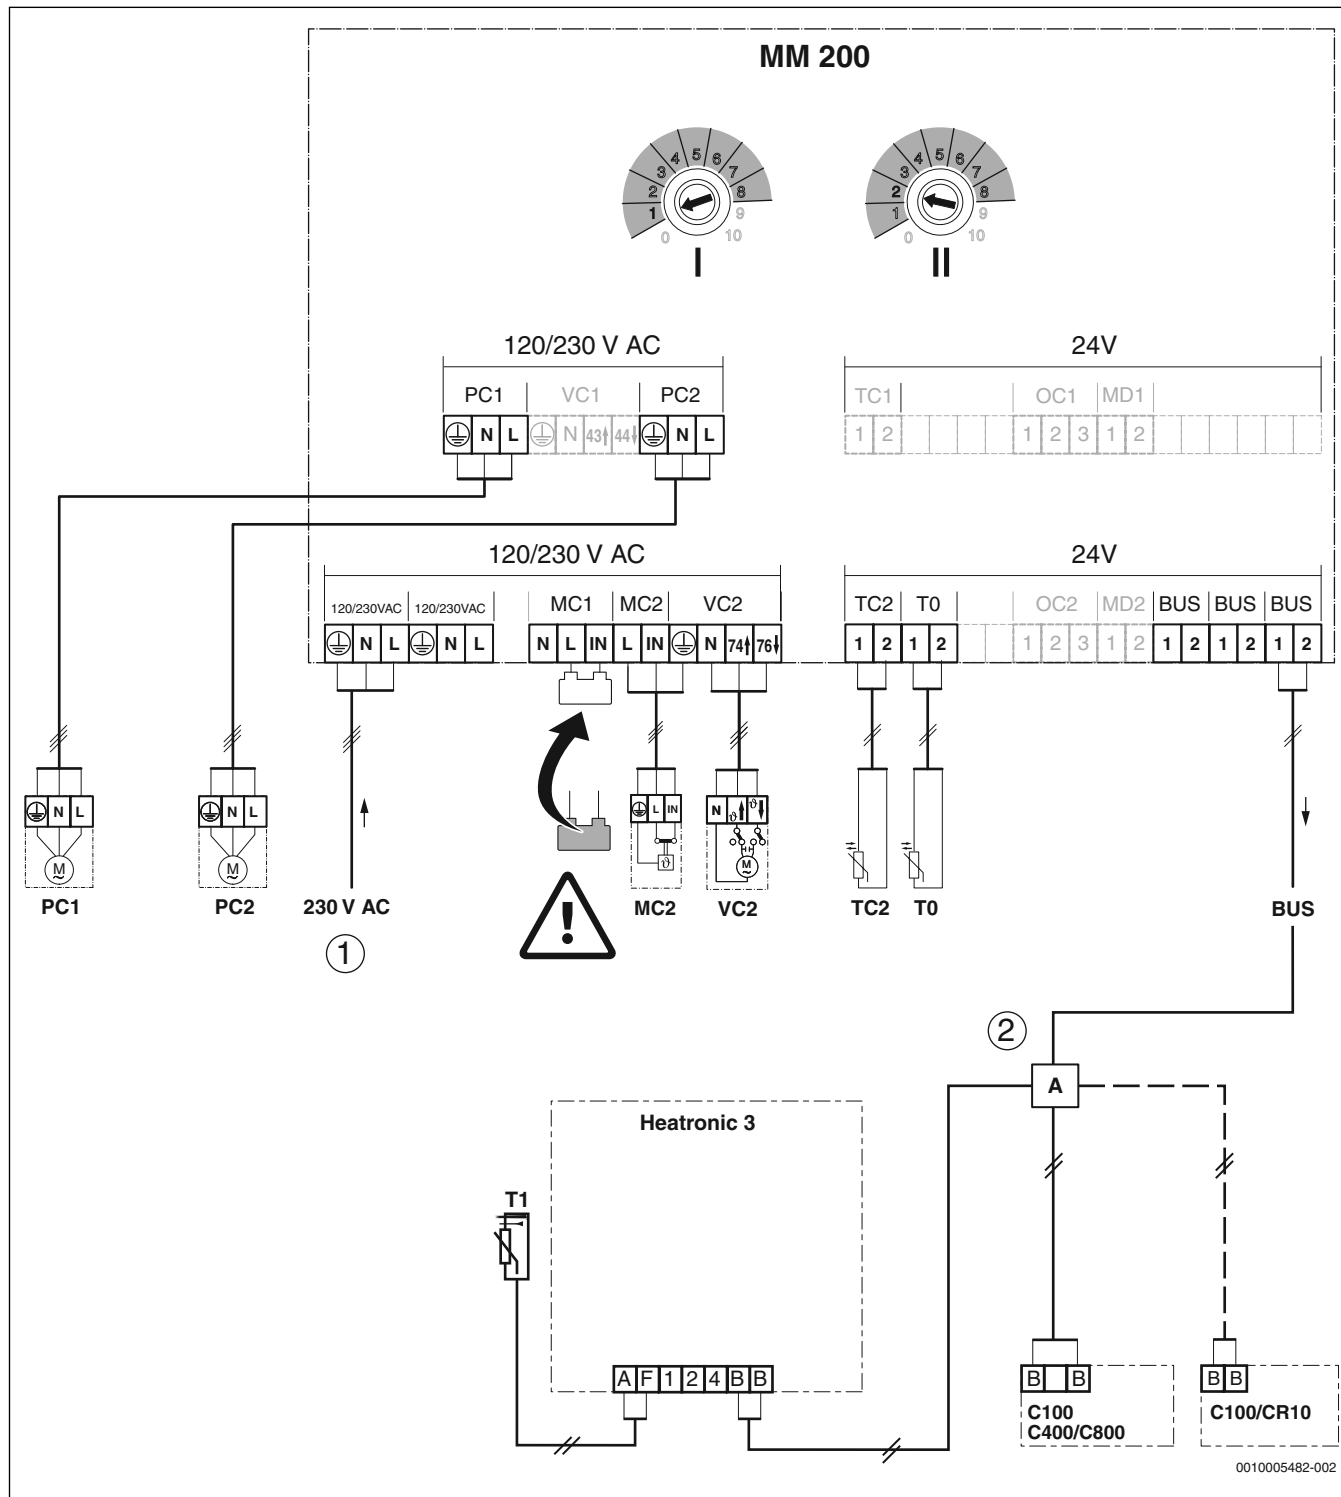 MM 200
0 1 2 3 4 5 6 7 8 9 10
0 1 2 3 4 5 6 7 8 9 10
I II
120/230 V AC 24V
PC1 VC1 PC2 TC1 OC1 MD1
N L N 43 44 N L 1 2 1 2 3 1 2
120/230 V AC 24V
120/230VAC 120/230VAC MC1 MC2 VC2 TC2 T0 OC2 MD2 BUS BUS BUS
N L N L N L IN L IN N 74 76 1 2 1 2 1 2 3 1 2 1 2 1 2 1 2
N L N L L IN N ϑ ϑ
M ~ M ~ ϑ M ~
PC1 PC2 230 V AC MC2 VC2 TC2 T0 BUS
1
2
A
Heatronic 3
T1
A F 1 2 4 B B B B B B
C100 C100/CR10
C400/C800
0010005482-002